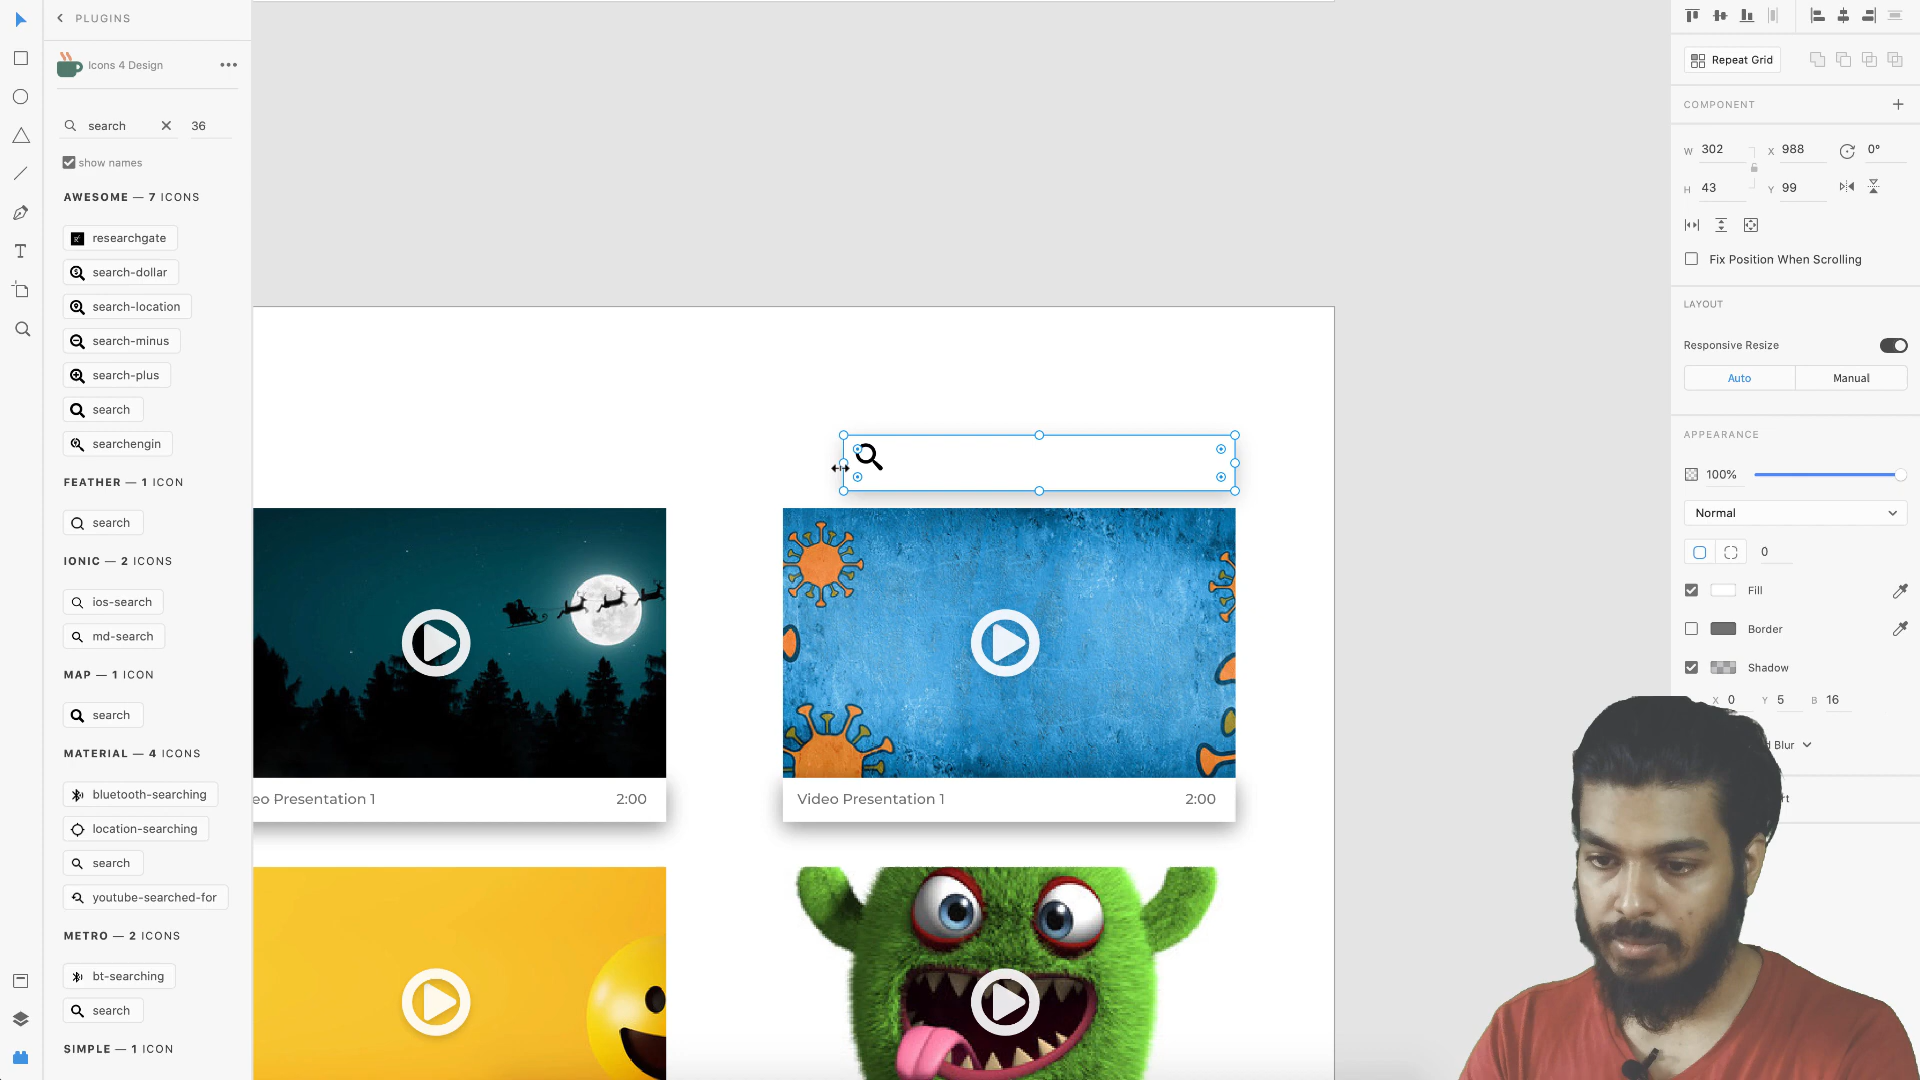 PLUGINS
Icons 4 Design
search
36
show names
AWESOME — 7 ICONS
researchgate
search-dollar
search-location
search-minus
search-plus
search
searchengin
FEATHER — 1 ICON
search
IONIC — 2 ICONS
ios-search
md-search
MAP — 1 ICON
search
MATERIAL — 4 ICONS
bluetooth-searching
location-searching
search
youtube-searched-for
METRO — 2 ICONS
bt-searching
search
SIMPLE — 1 ICON
eo Presentation 1
2:00
Video Presentation 1
2:00
Repeat Grid
COMPONENT
W 302 X 988 0°
H 43 Y 99
Fix Position When Scrolling
LAYOUT
Responsive Resize
Auto Manual
APPEARANCE
100%
Normal
0
Fill
Border
Shadow
X 0 Y 5 B 16
d Blur